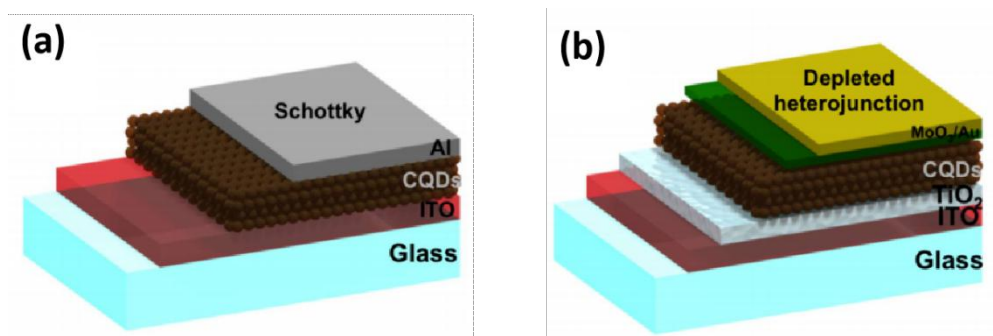 (a)
Schottky
Al
CQDs
ITO
Glass
(b)
Depleted
heterojunction
MoO₃/Au
CQDs
TiO₂
ITO
Glass